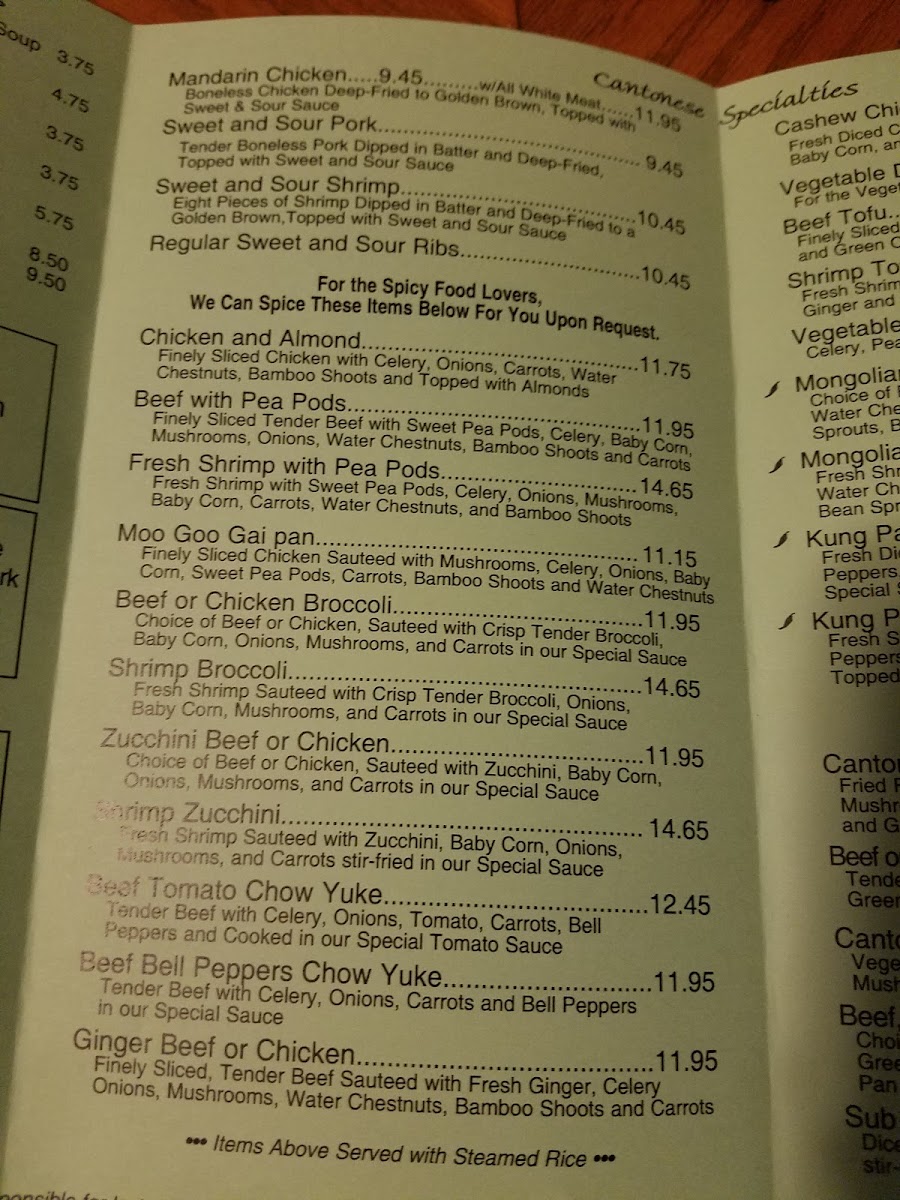 Soup 3.75
4.75
3.75
3.75
5.75
8.50
9.50
rk
Cantonese Specialties
Mandarin Chicken.....9.45.........w/All White Meat......11.95
Boneless Chicken Deep-Fried to Golden Brown, Topped with
Sweet & Sour Sauce
Sweet and Sour Pork.......................................... 9.45
Tender Boneless Pork Dipped in Batter and Deep-Fried,
Topped with Sweet and Sour Sauce
Sweet and Sour Shrimp.....................................10.45
Eight Pieces of Shrimp Dipped in Batter and Deep-Fried to a
Golden Brown,Topped with Sweet and Sour Sauce
Regular Sweet and Sour Ribs............................10.45
For the Spicy Food Lovers,
We Can Spice These Items Below For You Upon Request.
Chicken and Almond..........................................11.75
Finely Sliced Chicken with Celery, Onions, Carrots, Water
Chestnuts, Bamboo Shoots and Topped with Almonds
Beef with Pea Pods............................................11.95
Finely Sliced Tender Beef with Sweet Pea Pods, Celery, Baby Corn,
Mushrooms, Onions, Water Chestnuts, Bamboo Shoots and Carrots
Fresh Shrimp with Pea Pods............................. 14.65
Fresh Shrimp with Sweet Pea Pods, Celery, Onions, Mushrooms,
Baby Corn, Carrots, Water Chestnuts, and Bamboo Shoots
Moo Goo Gai pan............................................... 11.15
Finely Sliced Chicken Sauteed with Mushrooms, Celery, Onions, Baby
Corn, Sweet Pea Pods, Carrots, Bamboo Shoots and Water Chestnuts
Beef or Chicken Broccoli.....................................11.95
Choice of Beef or Chicken, Sauteed with Crisp Tender Broccoli,
Baby Corn, Onions, Mushrooms, and Carrots in our Special Sauce
Shrimp Broccoli...................................................14.65
Fresh Shrimp Sauteed with Crisp Tender Broccoli, Onions,
Baby Corn, Mushrooms, and Carrots in our Special Sauce
Zucchini Beef or Chicken....................................11.95
Choice of Beef or Chicken, Sauteed with Zucchini, Baby Corn,
Onions, Mushrooms, and Carrots in our Special Sauce
Shrimp Zucchini................................................... 14.65
Fresh Shrimp Sauteed with Zucchini, Baby Corn, Onions,
Mushrooms, and Carrots stir-fried in our Special Sauce
Beef Tomato Chow Yuke.....................................12.45
Tender Beef with Celery, Onions, Tomato, Carrots, Bell
Peppers and Cooked in our Special Tomato Sauce
Beef Bell Peppers Chow Yuke.............................11.95
Tender Beef with Celery, Onions, Carrots and Bell Peppers
in our Special Sauce
Ginger Beef or Chicken.........................................11.95
Finely Sliced, Tender Beef Sauteed with Fresh Ginger, Celery
Onions, Mushrooms, Water Chestnuts, Bamboo Shoots and Carrots
••• Items Above Served with Steamed Rice •••
Cashew Chi
Fresh Diced C
Baby Corn, an
Vegetable D
For the Veget
Beef Tofu..
Finely Sliced
and Green O
Shrimp To
Fresh Shrim
Ginger and
Vegetable
Celery, Pea
Mongolian
Choice of
Water Che
Sprouts, B
Mongolia
Fresh Shr
Water Ch
Bean Spr
Kung Pa
Fresh Di
Peppers,
Special
Kung P
Fresh S
Peppers
Topped
Canton
Fried
Mushr
and G
Beef o
Tende
Green
Canto
Vege
Mush
Beef,
Choi
Gree
Pan
Sub
Dice
stir-